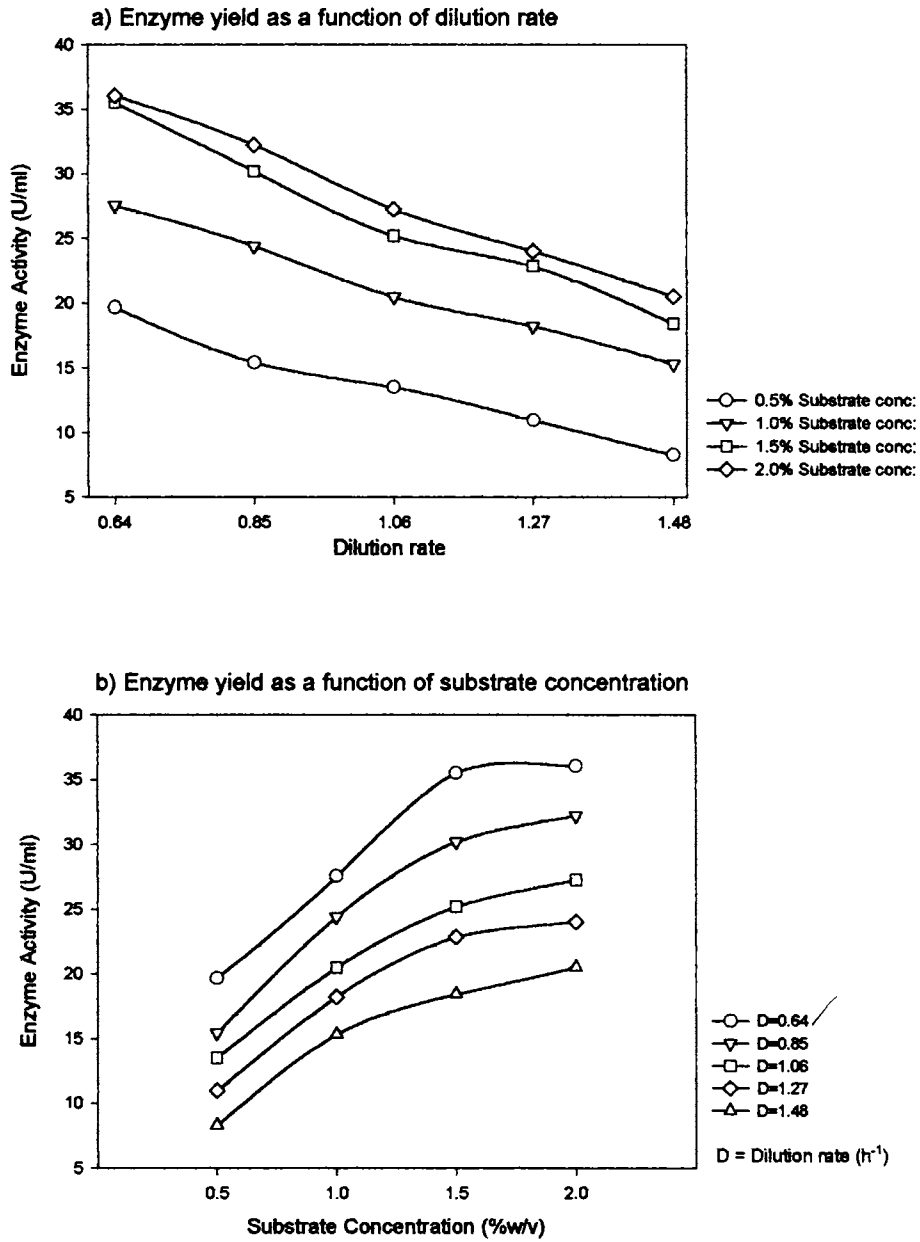 a) Enzyme yield as a function of dilution rate
40
35
30
25
20
15
10
5
Enzyme Activity (U/ml)
0.64 0.85 1.06 1.27 1.48
Dilution rate
0.5% Substrate conc:
1.0% Substrate conc:
1.5% Substrate conc:
2.0% Substrate conc:
b) Enzyme yield as a function of substrate concentration
40
35
30
25
20
15
10
5
Enzyme Activity (U/ml)
0.5 1.0 1.5 2.0
Substrate Concentration (%w/v)
D=0.64
D=0.85
D=1.06
D=1.27
D=1.48
D = Dilution rate (h⁻¹)